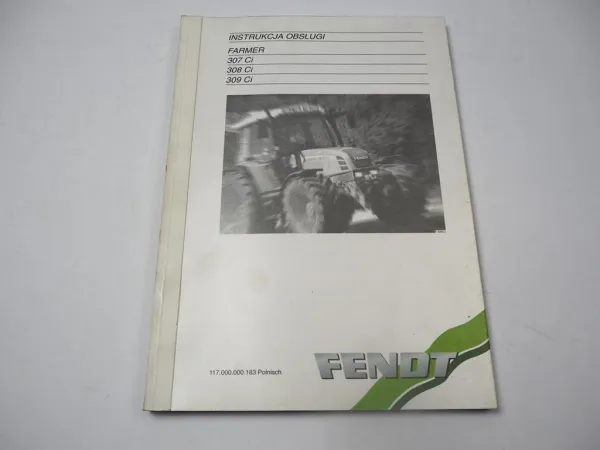 INSTRUKCJA OBSŁUGI
FARMER
307 Ci
308 Ci
309 Ci
FENDT
117.000.000.183 Polnisch